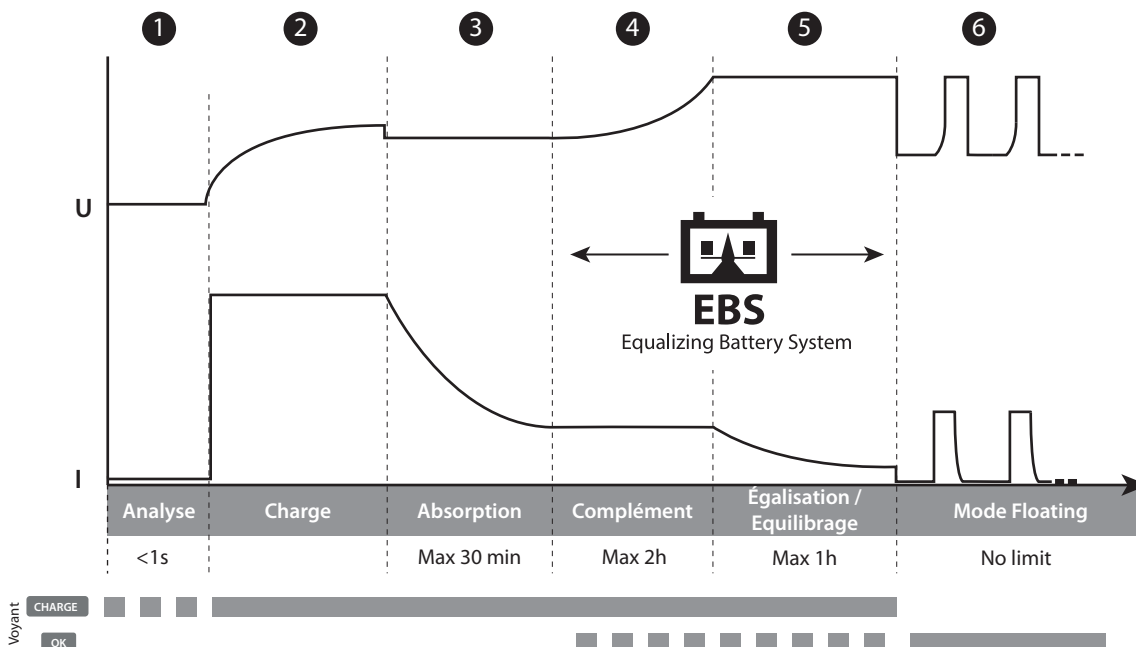 1 2 3 4 5 6
U
EBS
Equalizing Battery System
I
Analyse Charge Absorption Complément Égalisation / Equilibrage Mode Floating
<1s Max 30 min Max 2h Max 1h No limit
Voyant
CHARGE
OK